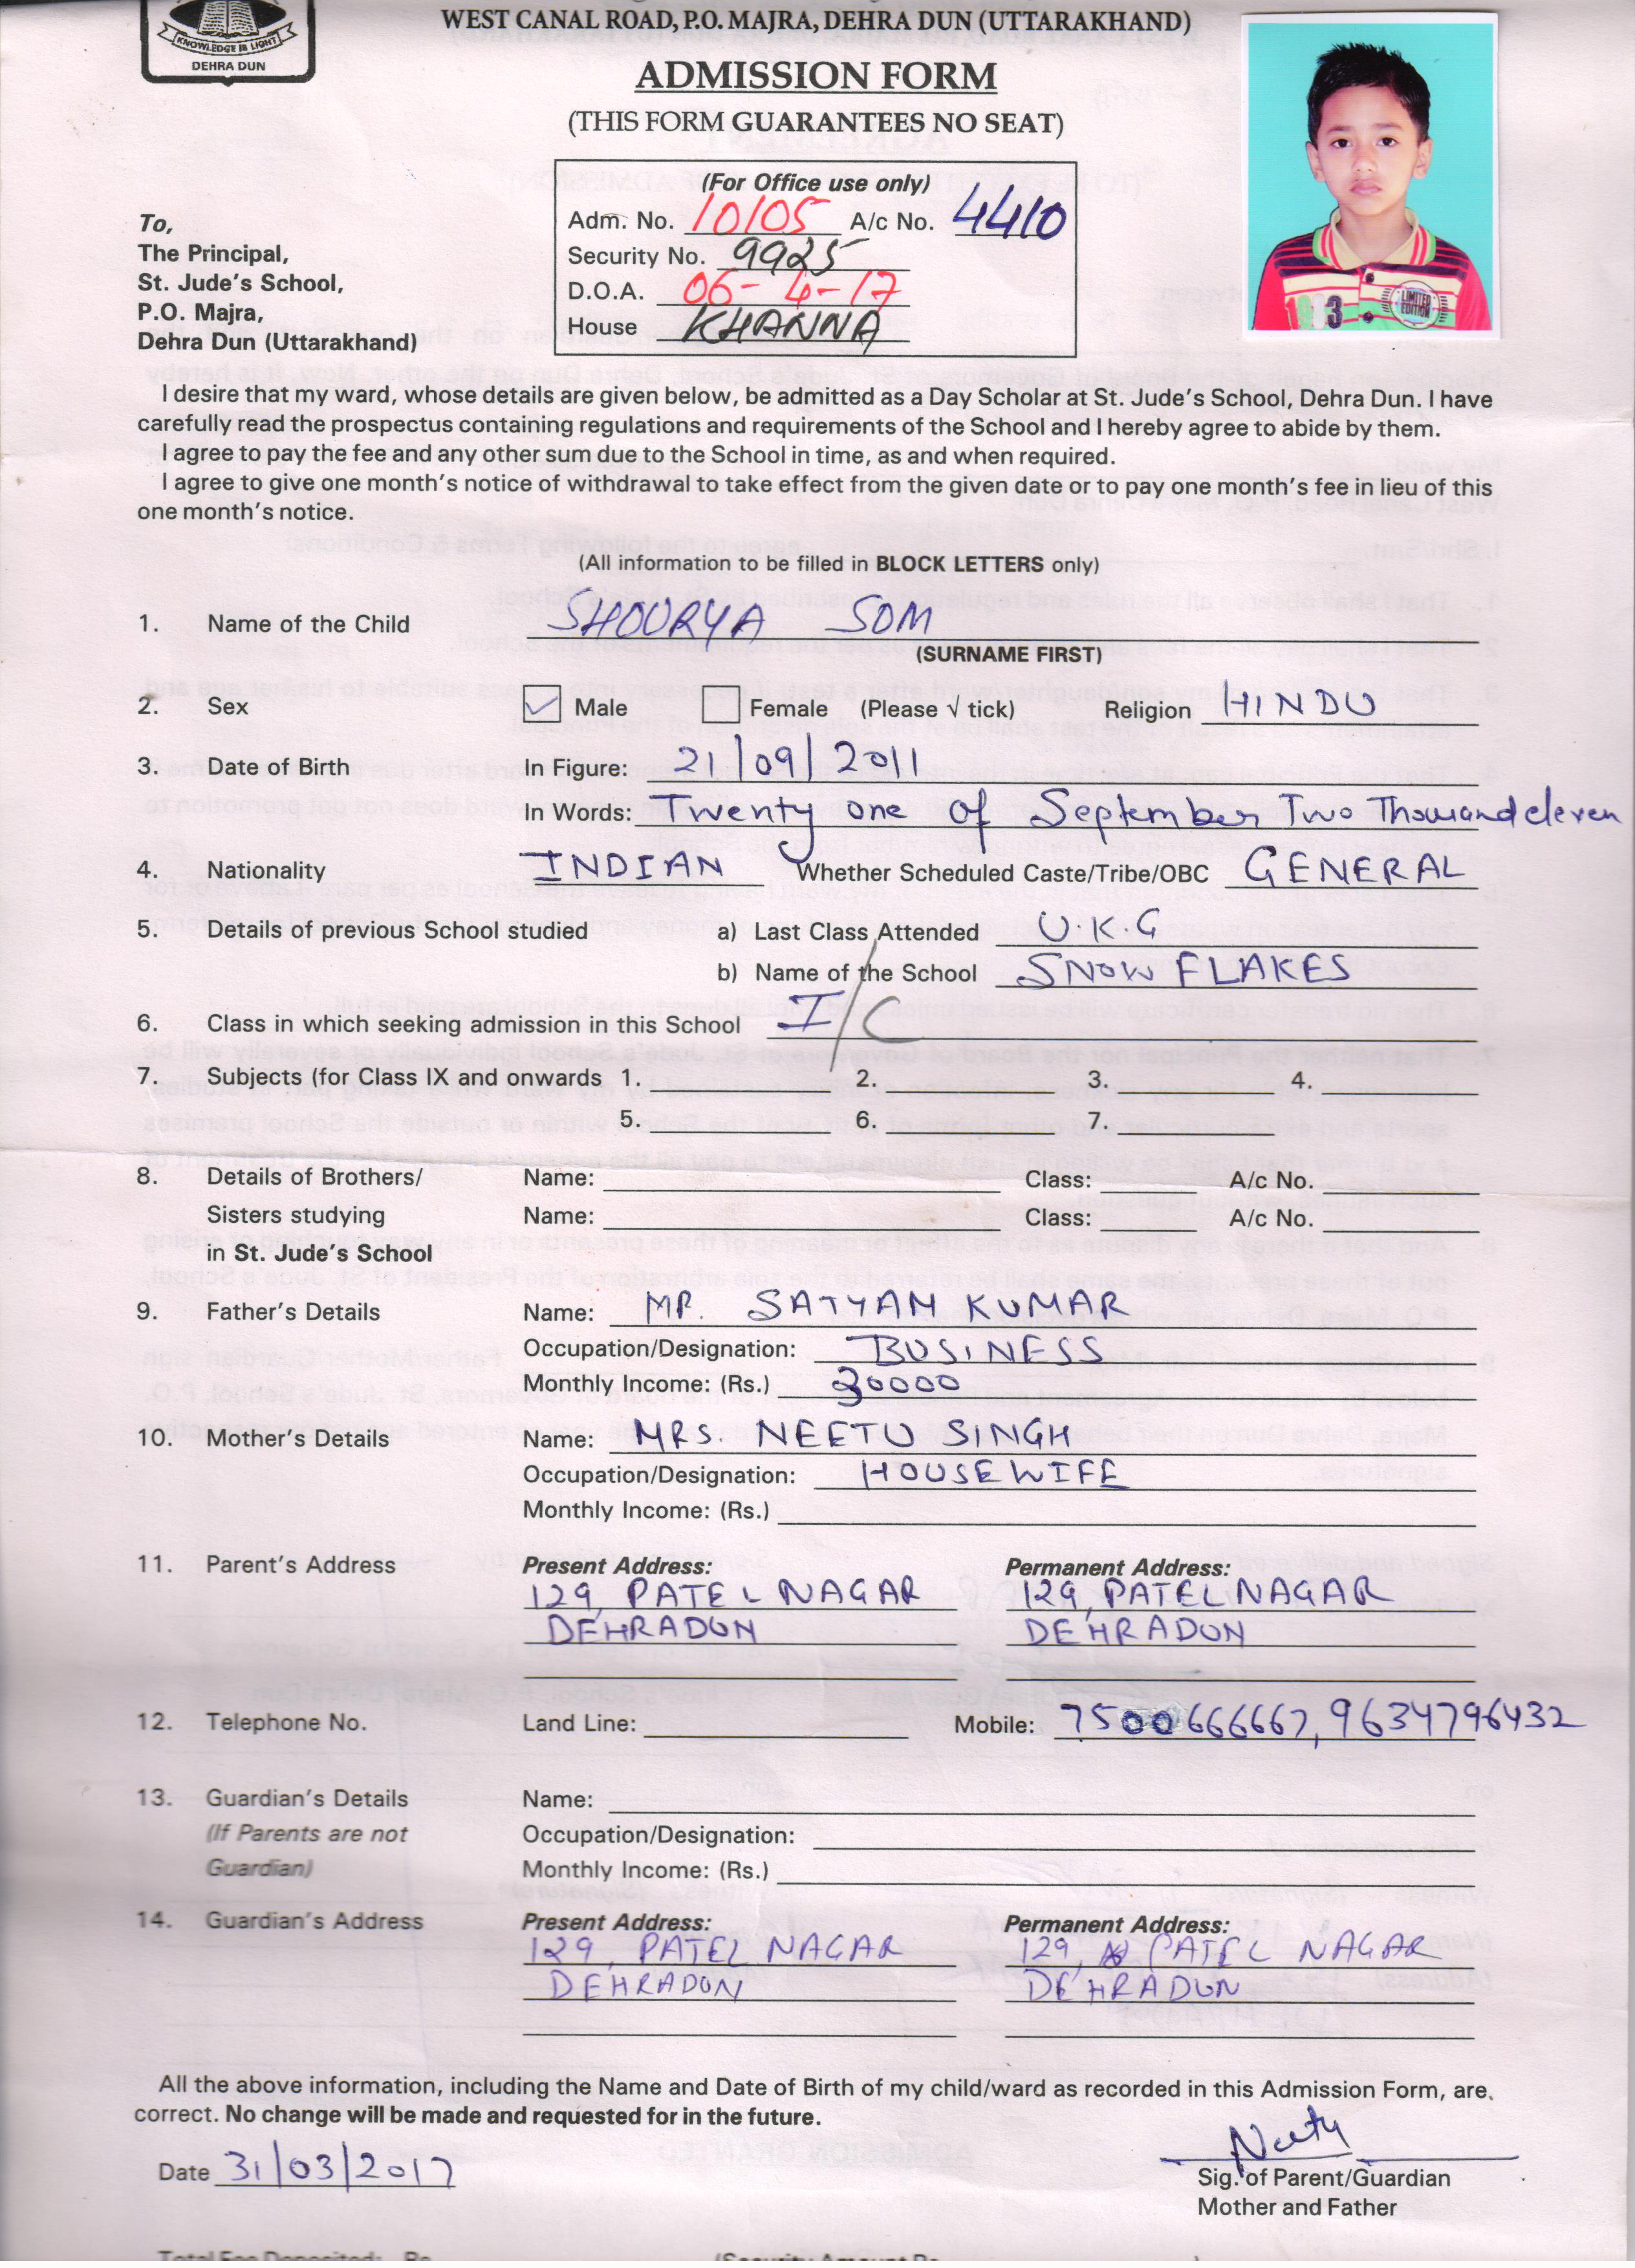 KNOWLEDGE IS LIGHT
DEHRA DUN
WEST CANAL ROAD, P.O. MAJRA, DEHRA DUN (UTTARAKHAND)
ADMISSION FORM
(THIS FORM GUARANTEES NO SEAT)
(For Office use only)
Adm. No. 10105 A/c No. 4410
Security No. 9925
D.O.A. 06-4-17
House KHANNA
To,
The Principal,
St. Jude's School,
P.O. Majra,
Dehra Dun (Uttarakhand)
LIMITED EDITION
I desire that my ward, whose details are given below, be admitted as a Day Scholar at St. Jude's School, Dehra Dun. I have
carefully read the prospectus containing regulations and requirements of the School and I hereby agree to abide by them.
I agree to pay the fee and any other sum due to the School in time, as and when required.
I agree to give one month's notice of withdrawal to take effect from the given date or to pay one month's fee in lieu of this
one month's notice.
(All information to be filled in BLOCK LETTERS only)
1. Name of the Child SHOURYA SOM
(SURNAME FIRST)
2. Sex ✓ Male Female (Please √ tick) Religion HINDU
3. Date of Birth In Figure: 21/09/2011
In Words: Twenty one of September Two Thousand eleven
4. Nationality INDIAN Whether Scheduled Caste/Tribe/OBC GENERAL
5. Details of previous School studied a) Last Class Attended U.K.G
b) Name of the School SNOW FLAKES
6. Class in which seeking admission in this School I/C
7. Subjects (for Class IX and onwards 1. 2. 3. 4.
5. 6. 7.
8. Details of Brothers/ Name: Class: A/c No.
Sisters studying Name: Class: A/c No.
in St. Jude's School
9. Father's Details Name: MR. SATYAM KUMAR
Occupation/Designation: BUSINESS
Monthly Income: (Rs.) 30000
10. Mother's Details Name: MRS. NEETU SINGH
Occupation/Designation: HOUSEWIFE
Monthly Income: (Rs.)
11. Parent's Address Present Address: Permanent Address:
129, PATEL NAGAR 129, PATEL NAGAR
DEHRADUN DEHRADUN
12. Telephone No. Land Line: Mobile: 7500666667, 9634796432
13. Guardian's Details Name:
(If Parents are not Occupation/Designation:
Guardian) Monthly Income: (Rs.)
14. Guardian's Address Present Address: Permanent Address:
129, PATEL NAGAR 129, PATEL NAGAR
DEHRADUN DEHRADUN
All the above information, including the Name and Date of Birth of my child/ward as recorded in this Admission Form, are
correct. No change will be made and requested for in the future.
Date 31/03/2017 Neetu
Sig. of Parent/Guardian
Mother and Father
Total Fee Deposited: Rs. (Security Amount Rs.